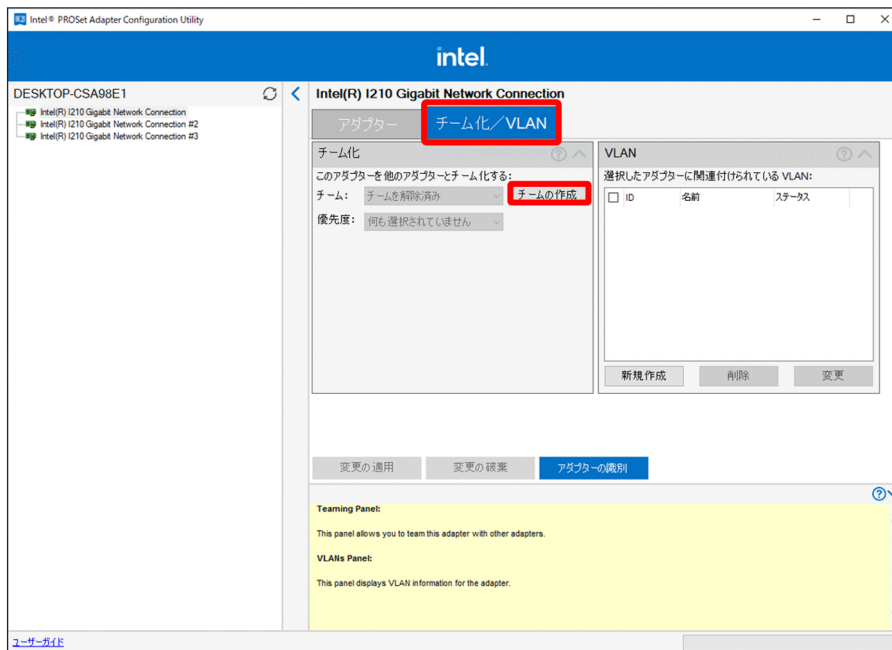 Intel® PROSet Adapter Configuration Utility
intel.
DESKTOP-CSA98E1
Intel(R) I210 Gigabit Network Connection
Intel(R) I210 Gigabit Network Connection #2
Intel(R) I210 Gigabit Network Connection #3
Intel(R) I210 Gigabit Network Connection
アダプター
チーム化／VLAN
チーム化
このアダプターを他のアダプターとチーム化する:
チーム:
チームを解除済み
チームの作成
優先度:
何も選択されていません
VLAN
選択したアダプターに関連付けられている VLAN:
ID 名前 ステータス
新規作成 削除 変更
変更の適用 変更の破棄 アダプターの識別
Teaming Panel:
This panel allows you to team this adapter with other adapters.
VLANs Panel:
This panel displays VLAN information for the adapter.
ユーザーガイド